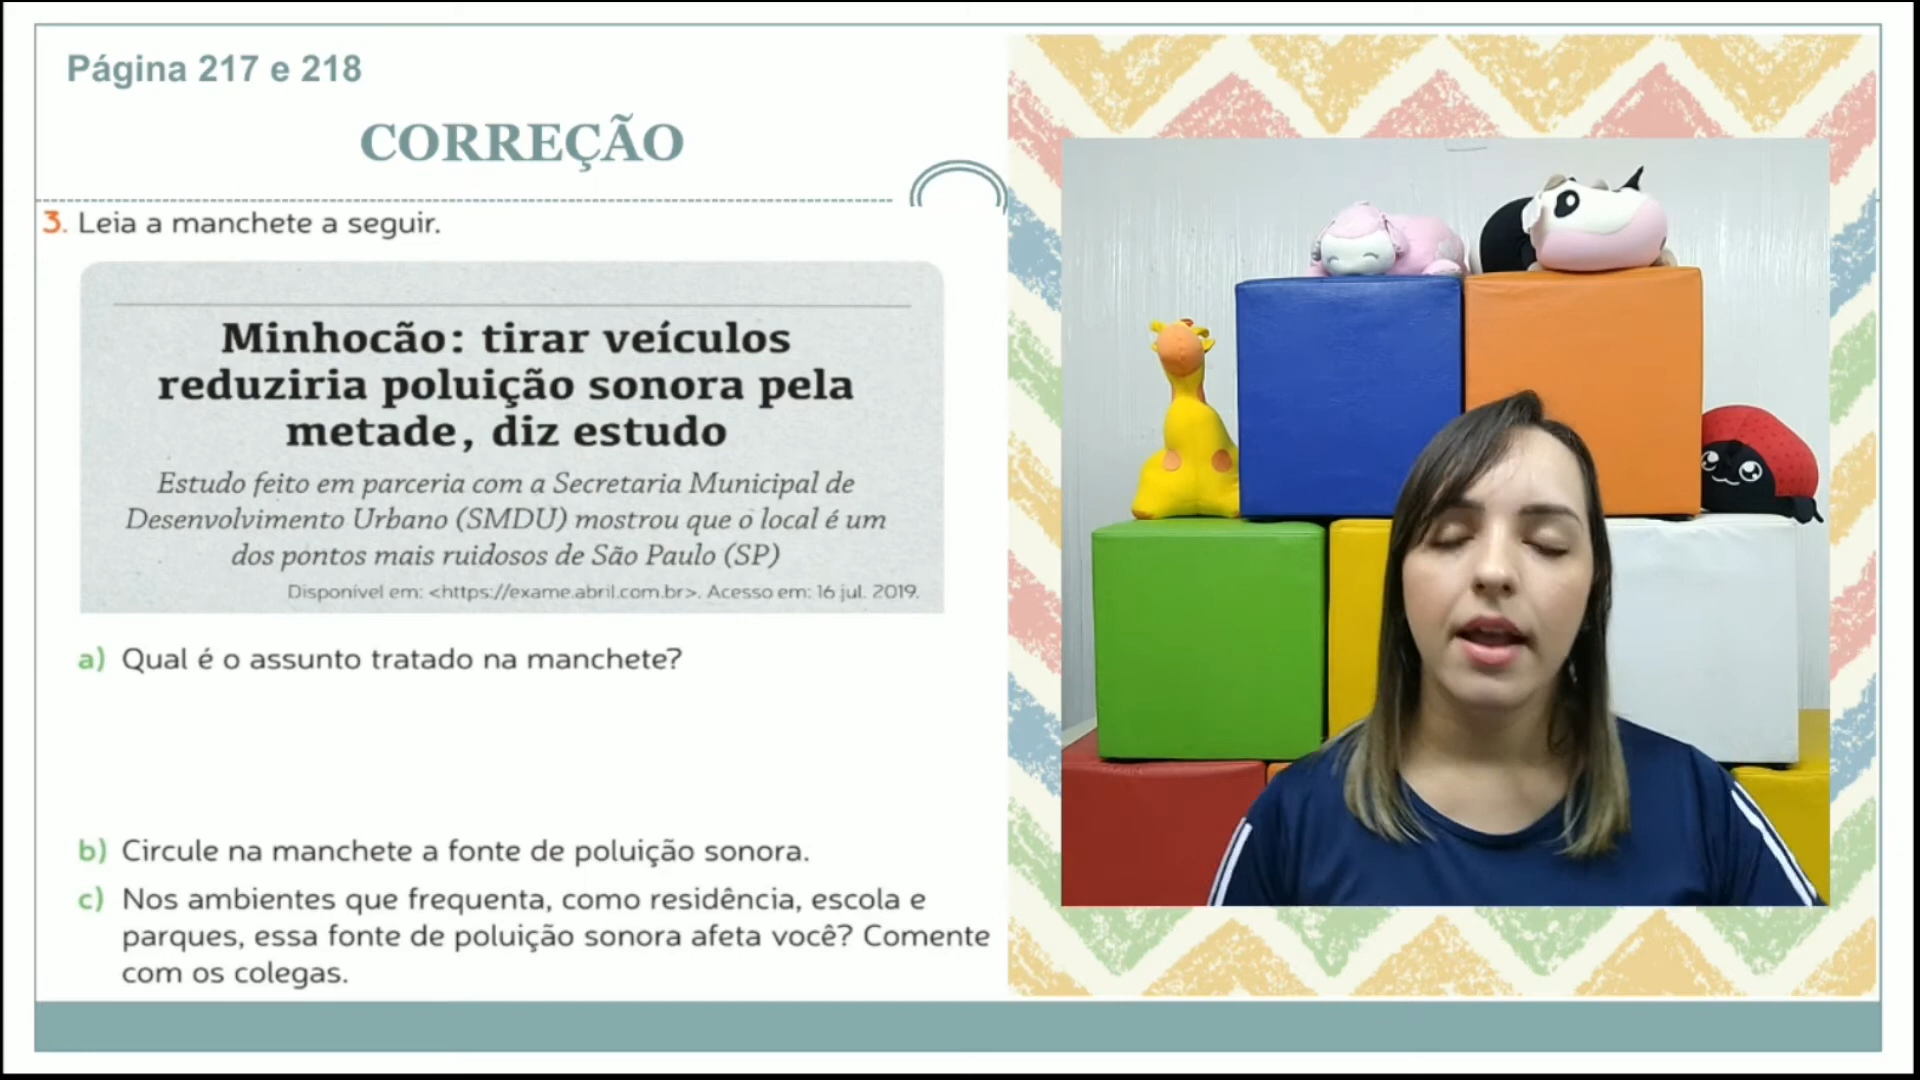 Página 217 e 218
CORREÇÃO
3. Leia a manchete a seguir.
Minhocão: tirar veículos
reduziria poluição sonora pela
metade, diz estudo
Estudo feito em parceria com a Secretaria Municipal de
Desenvolvimento Urbano (SMDU) mostrou que o local é um
dos pontos mais ruidosos de São Paulo (SP)
Disponível em: <https://exame.abril.com.br>. Acesso em: 16 jul. 2019.
a) Qual é o assunto tratado na manchete?
b) Circule na manchete a fonte de poluição sonora.
c) Nos ambientes que frequenta, como residência, escola e
parques, essa fonte de poluição sonora afeta você? Comente
com os colegas.